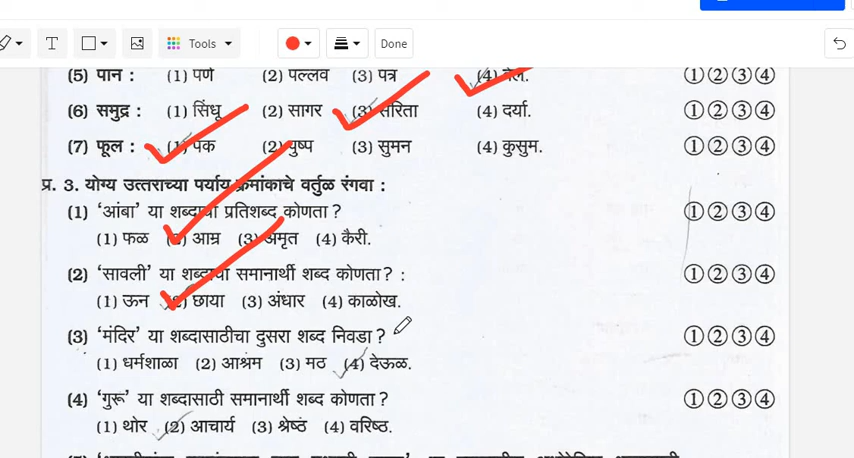 T Tools Done
(5) पान : (1) पर्ण (2) पल्लव (3) पत्र (4) वेल. ①②③④
(6) समुद्र : (1) सिंधू (2) सागर (3) सरिता (4) दर्या. ①②③④
(7) फूल : (1) पंक (2) पुष्प (3) सुमन (4) कुसुम. ①②③④
प्र. 3. योग्य उत्तराच्या पर्याय क्रमांकाचे वर्तुळ रंगवा :
(1) ‘आंबा’ या शब्दाचा प्रतिशब्द कोणता ? ①②③④
(1) फळ (2) आम्र (3) अमृत (4) कैरी.
(2) ‘सावली’ या शब्दाचा समानार्थी शब्द कोणता ? : ①②③④
(1) ऊन (2) छाया (3) अंधार (4) काळोख.
(3) ‘मंदिर’ या शब्दासाठीचा दुसरा शब्द निवडा ? ①②③④
(1) धर्मशाळा (2) आश्रम (3) मठ (4) देऊळ.
(4) ‘गुरू’ या शब्दासाठी समानार्थी शब्द कोणता ? ①②③④
(1) थोर (2) आचार्य (3) श्रेष्ठ (4) वरिष्ठ.